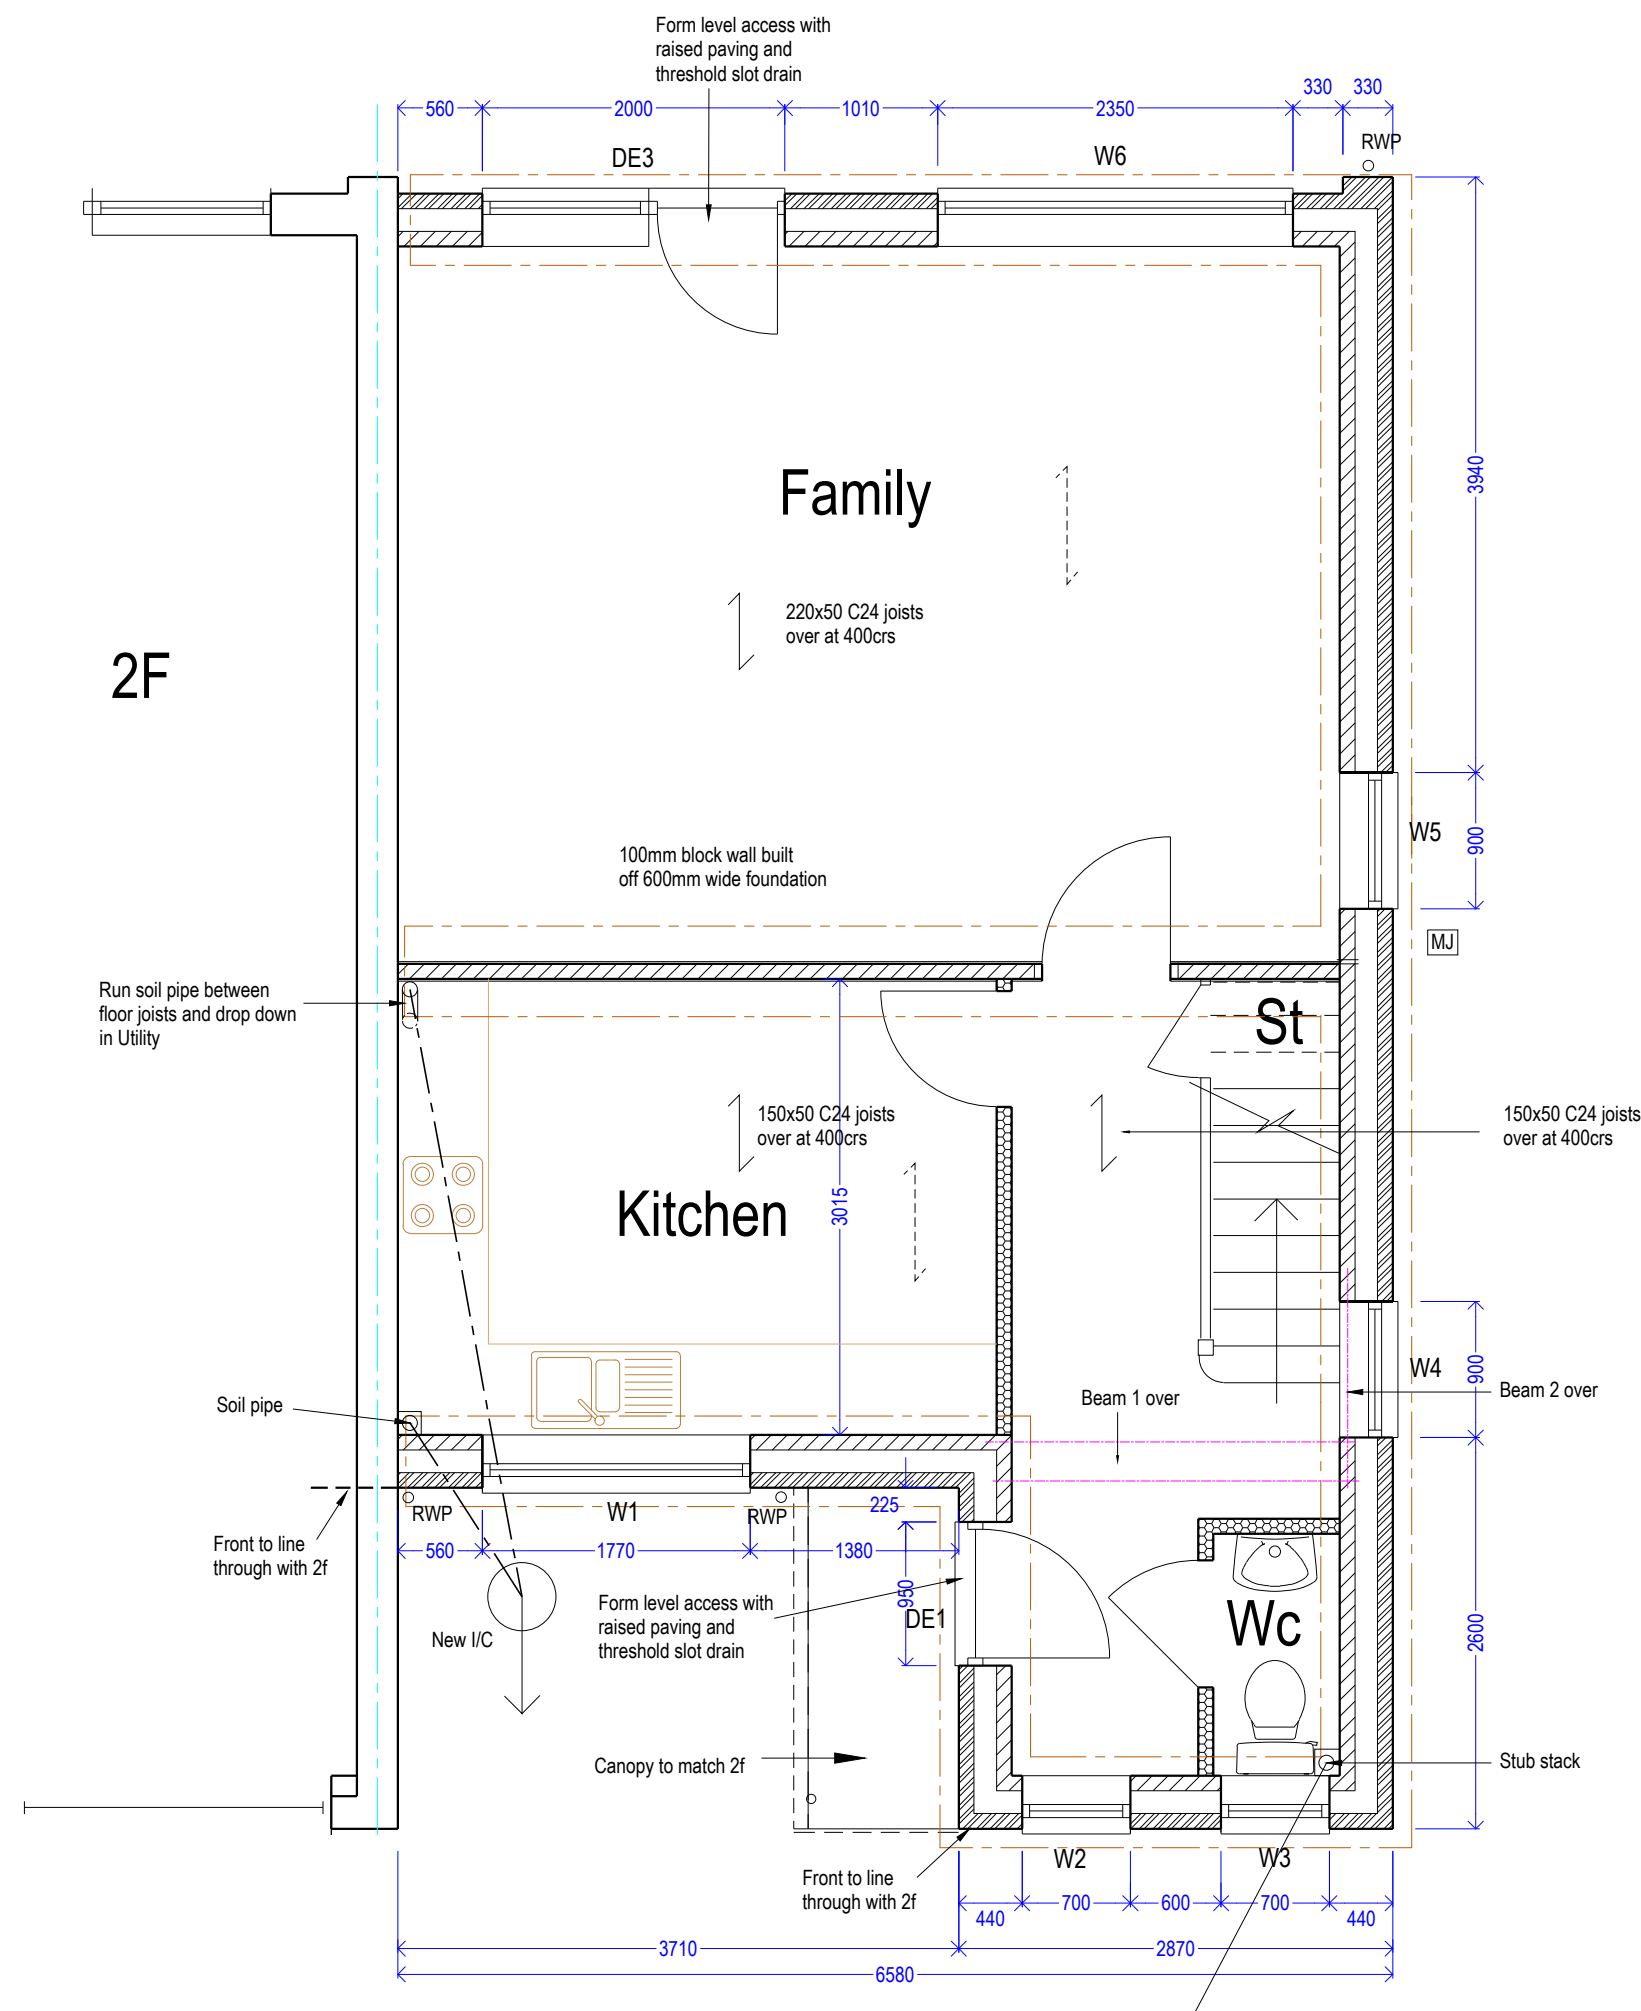 Form level access with
raised paving and
threshold slot drain
560
2000
1010
2350
330
330
DE3
W6
RWP
3940
Family
220x50 C24 joists
over at 400crs
2F
W5
900
100mm block wall built
off 600mm wide foundation
MJ
Run soil pipe between
floor joists and drop down
in Utility
St
150x50 C24 joists
over at 400crs
150x50 C24 joists
over at 400crs
Kitchen
3015
W4
900
Beam 2 over
Beam 1 over
Soil pipe
RWP
W1
RWP
225
Front to line
through with 2f
560
1770
1380
950
Form level access with
raised paving and
threshold slot drain
DE1
Wc
2600
New I/C
Canopy to match 2f
Stub stack
W2
W3
Front to line
through with 2f
440
700
600
700
440
3710
2870
6580